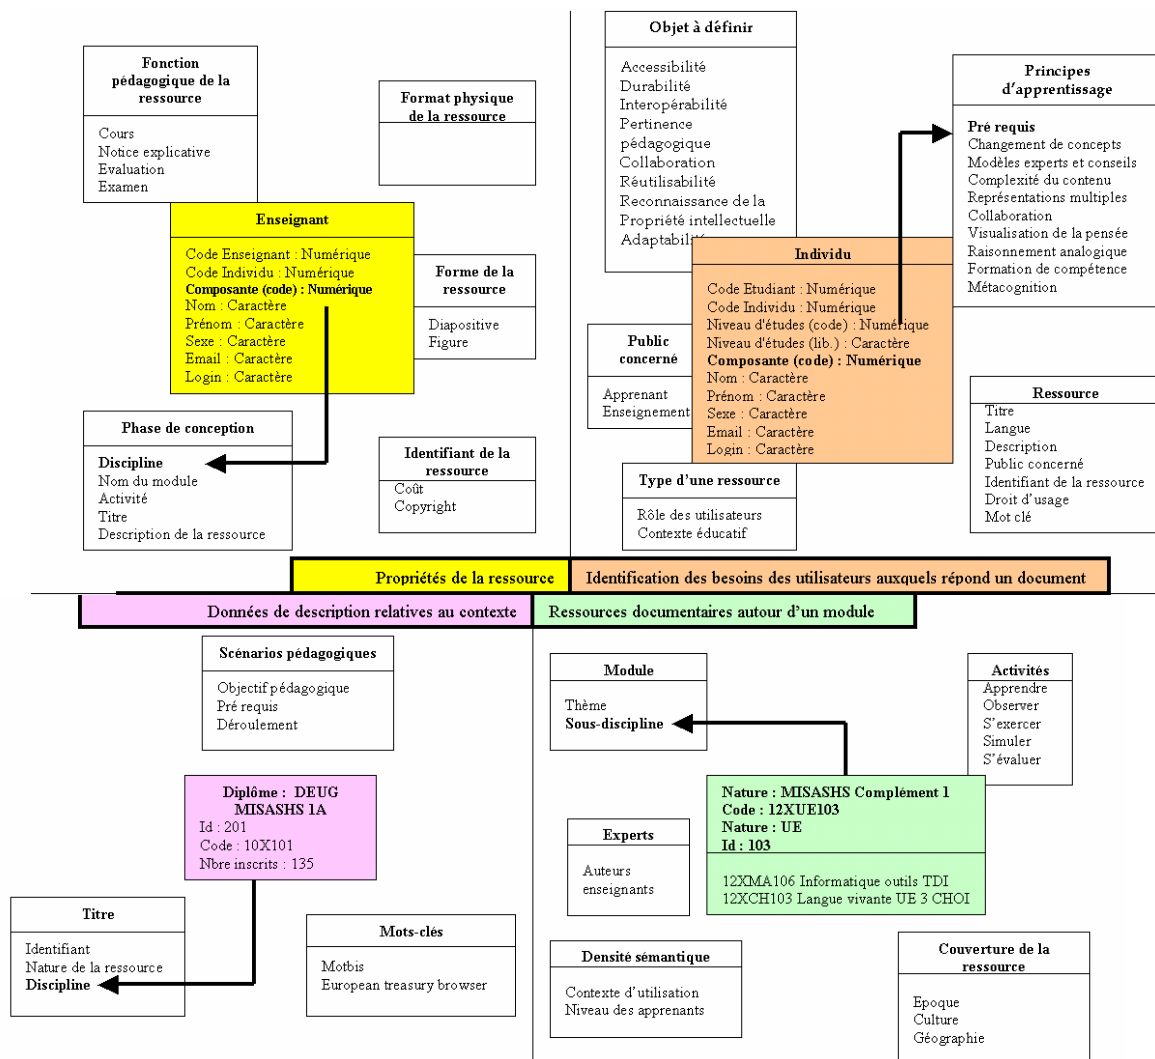 Fonction
pédagogique de la
ressource
Cours
Notice explicative
Evaluation
Examen
Format physique
de la ressource
Enseignant
Code Enseignant : Numérique
Code Individu : Numérique
Composante (code) : Numérique
Nom : Caractère
Prénom : Caractère
Sexe : Caractère
Email : Caractère
Login : Caractère
Forme de la
ressource
Diapositive
Figure
Phase de conception
Discipline
Nom du module
Activité
Titre
Description de la ressource
Identifiant de la
ressource
Coût
Copyright
Objet à définir
Accessibilité
Durabilité
Interopérabilité
Pertinence
pédagogique
Collaboration
Réutilisabilité
Reconnaissance de la
Propriété intellectuelle
Adaptabilité
Principes
d'apprentissage
Pré requis
Changement de concepts
Modèles experts et conseils
Complexité du contenu
Représentations multiples
Collaboration
Visualisation de la pensée
Raisonnement analogique
Formation de compétence
Métacognition
Individu
Code Etudiant : Numérique
Code Individu : Numérique
Niveau d'études (code) : Numérique
Niveau d'études (lib.) : Caractère
Composante (code) : Numérique
Nom : Caractère
Prénom : Caractère
Sexe : Caractère
Email : Caractère
Login : Caractère
Public
concerné
Apprenant
Enseignement
Type d'une ressource
Rôle des utilisateurs
Contexte éducatif
Ressource
Titre
Langue
Description
Public concerné
Identifiant de la ressource
Droit d'usage
Mot clé
Propriétés de la ressource
Identification des besoins des utilisateurs auxquels répond un document
Données de description relatives au contexte
Ressources documentaires autour d'un module
Scénarios pédagogiques
Objectif pédagogique
Pré requis
Déroulement
Diplôme : DEUG
MISASHS 1A
Id : 201
Code : 10X101
Nbre inscrits : 135
Titre
Identifiant
Nature de la ressource
Discipline
Mots-clés
Motbis
European treasury browser
Module
Thème
Sous-discipline
Activités
Apprendre
Observer
S'exercer
Simuler
S'évaluer
Nature : MISASHS Complément 1
Code : 12XUE103
Nature : UE
Id : 103
12XMA106 Informatique outils TDI
12XCH103 Langue vivante UE 3 CHOI
Experts
Auteurs
enseignants
Densité sémantique
Contexte d'utilisation
Niveau des apprenants
Couverture de la
ressource
Epoque
Culture
Géographie